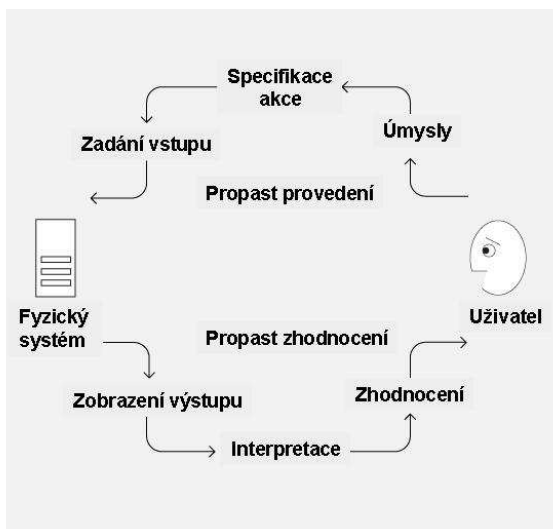 Specifikace
akce
Úmysly
Zadání vstupu
Propast provedení
Fyzický
systém
Uživatel
Propast zhodnocení
Zobrazení výstupu
Zhodnocení
Interpretace